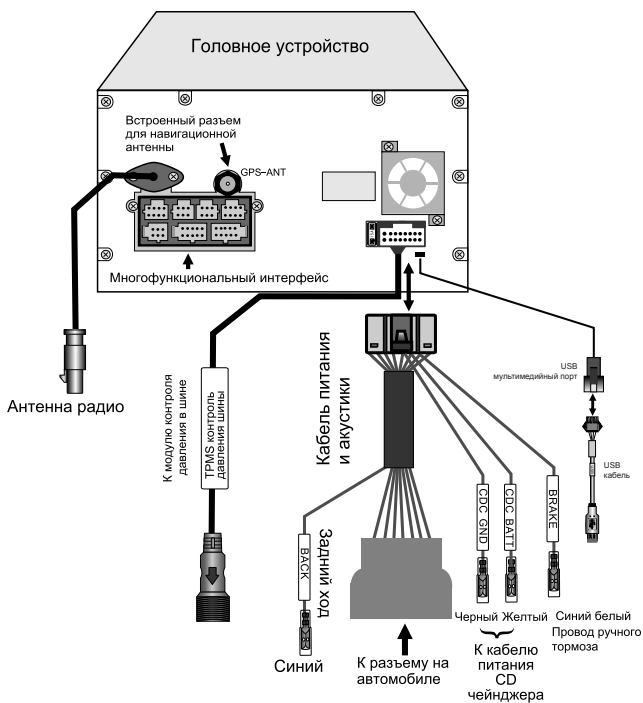 Головное устройство
Встроенный разъем
для навигационной
антенны
GPS-ANT
Многофункциональный интерфейс
Антенна радио
К модулю контроля
давления в шине
TPMS контроль
давления шины
Кабель питания
и акустики
USB
мультимедийный порт
USB
кабель
BACK
Задний ход
Синий
К разъему на
автомобиле
CDC GND
CDC BATT
BRAKE
Черный Желтый
К кабелю
питания
CD
чейнджера
Синий белый
Провод ручного
тормоза